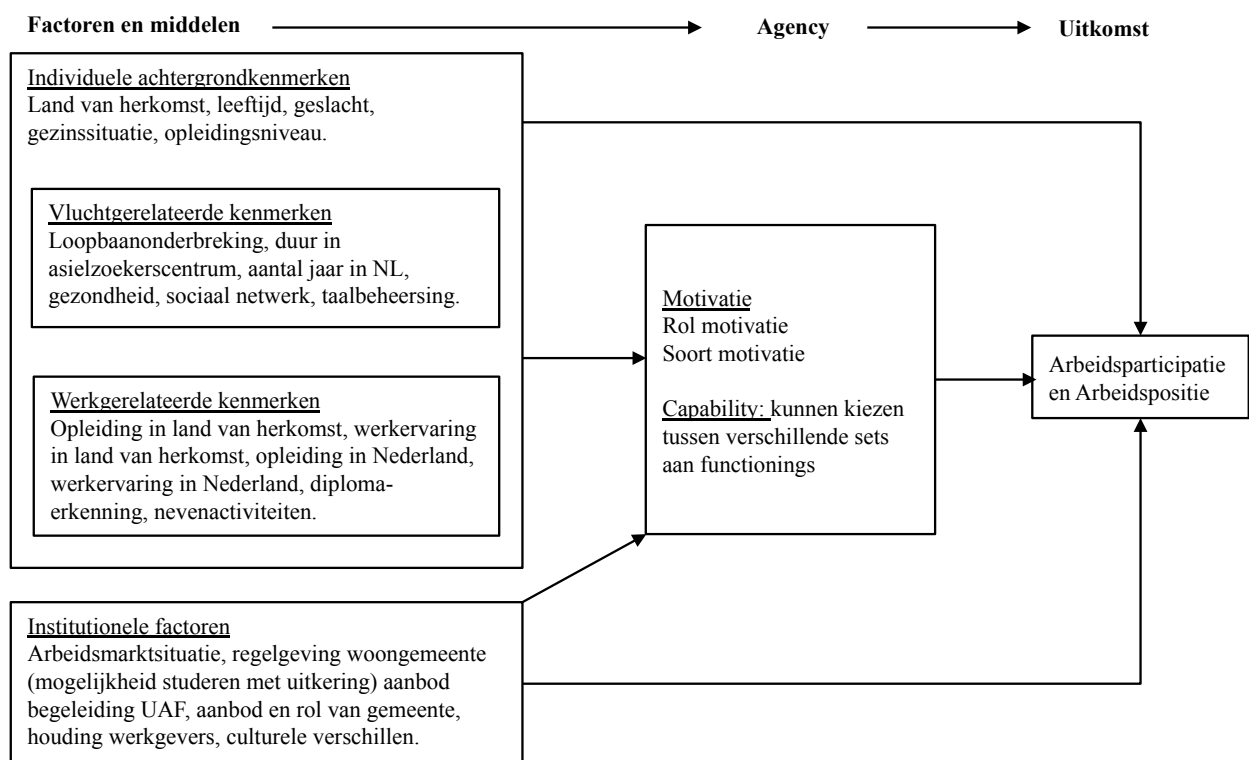 Factoren en middelen Agency Uitkomst
Individuele achtergrondkenmerken
Land van herkomst, leeftijd, geslacht,
gezinssituatie, opleidingsniveau.
Vluchtgerelateerde kenmerken
Loopbaanonderbreking, duur in
asielzoekerscentrum, aantal jaar in NL,
gezondheid, sociaal netwerk, taalbeheersing.
Werkgerelateerde kenmerken
Opleiding in land van herkomst, werkervaring
in land van herkomst, opleiding in Nederland,
werkervaring in Nederland, diploma-
erkenning, nevenactiviteiten.
Institutionele factoren
Arbeidsmarktsituatie, regelgeving woongemeente
(mogelijkheid studeren met uitkering) aanbod
begeleiding UAF, aanbod en rol van gemeente,
houding werkgevers, culturele verschillen.
Motivatie
Rol motivatie
Soort motivatie
Capability: kunnen kiezen
tussen verschillende sets
aan functionings
Arbeidsparticipatie
en Arbeidspositie